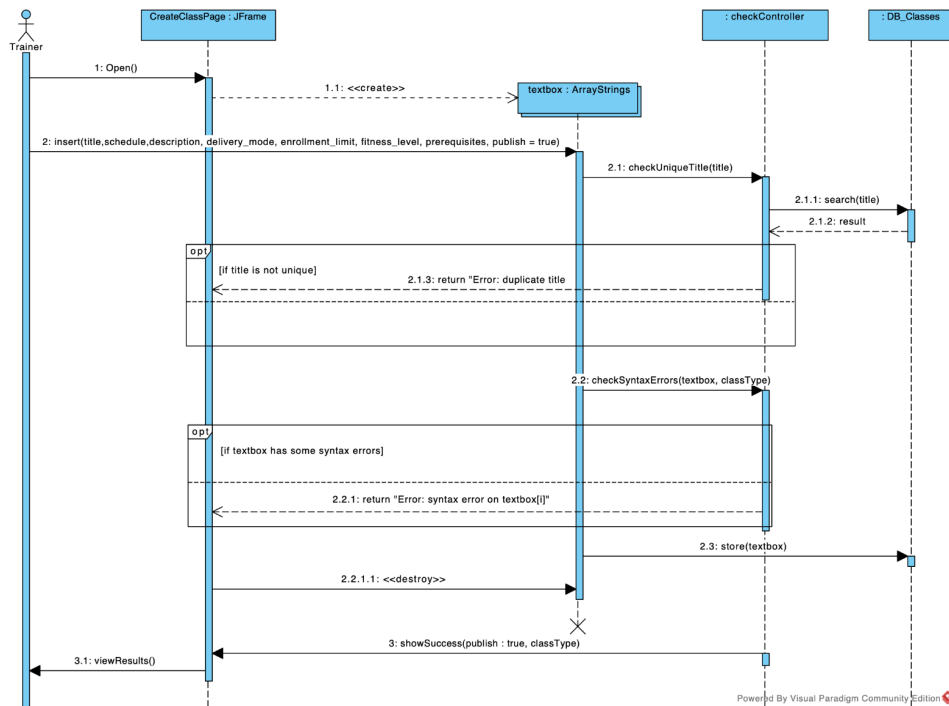 CreateClassPage : JFrame
: checkController
: DB_Classes
Trainer
1: Open()
1.1: <<create>>
textbox : ArrayStrings
2: insert(title,schedule,description, delivery_mode, enrollment_limit, fitness_level, prerequisites, publish = true)
2.1: checkUniqueTitle(title)
2.1.1: search(title)
2.1.2: result
opt
[if title is not unique]
2.1.3: return "Error: duplicate title
2.2: checkSyntaxErrors(textbox, classType)
opt
[if textbox has some syntax errors]
2.2.1: return "Error: syntax error on textbox[i]"
2.3: store(textbox)
2.2.1.1: <<destroy>>
3: showSuccess(publish : true, classType)
3.1: viewResults()
Powered By Visual Paradigm Community Edition